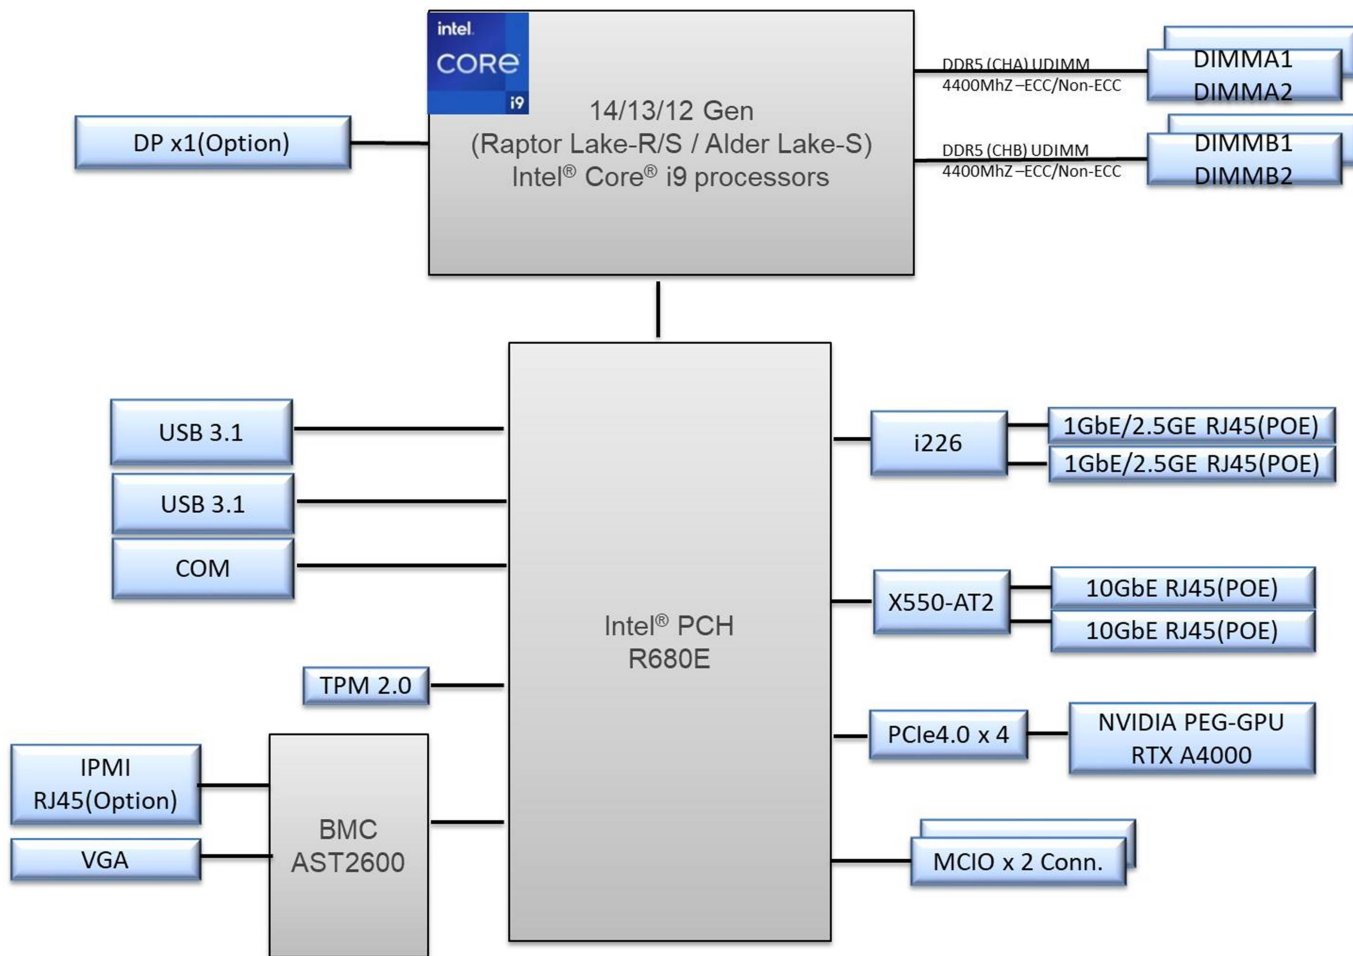 intel.
CORE
i9
14/13/12 Gen
(Raptor Lake-R/S / Alder Lake-S)
Intel® Core® i9 processors
DP x1(Option)
DDR5 (CHA) UDIMM
4400MhZ –ECC/Non-ECC
DIMMA1
DIMMA2
DDR5 (CHB) UDIMM
4400MhZ –ECC/Non-ECC
DIMMB1
DIMMB2
USB 3.1
USB 3.1
COM
TPM 2.0
IPMI
RJ45(Option)
VGA
BMC
AST2600
Intel® PCH
R680E
i226
1GbE/2.5GE RJ45(POE)
1GbE/2.5GE RJ45(POE)
X550-AT2
10GbE RJ45(POE)
10GbE RJ45(POE)
PCIe4.0 x 4
NVIDIA PEG-GPU
RTX A4000
MCIO x 2 Conn.